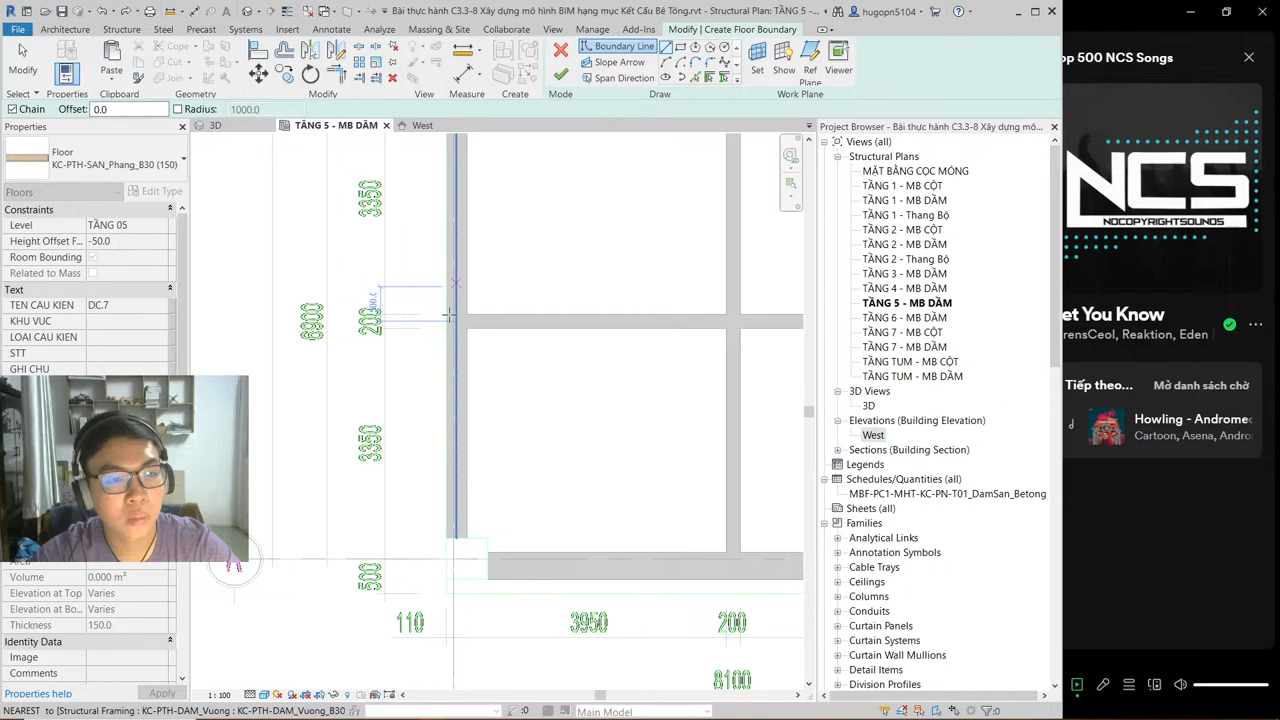 Bài thực hành C3.3-8 Xây dựng mô hình BIM hạng mục Kết Cấu Bê Tông.rvt - Structural Plan: TẦNG 5 -...
hugopn5104
File Architecture Structure Steel Precast Systems Insert Annotate Analyze Massing & Site Collaborate View Manage Add-Ins Modify | Create Floor Boundary
Modify
Paste
Cope
Cut
Join
Boundary Line
Slope Arrow
Span Direction
Set Show Ref Plane Viewer
Select Properties Clipboard Geometry Modify View Measure Create Mode Draw Work Plane
Chain Offset: 0.0 Radius: 1000.0
Properties
3D TẦNG 5 - MB DẦM West
Floor
KC-PTH-SAN_Phang_B30 (150)
Floors Edit Type
Constraints
Level TẦNG 05
Height Offset F... -50.0
Room Bounding
Related to Mass
Text
TEN CAU KIEN DC.7
KHU VUC
LOAI CAU KIEN
STT
GHI CHU
Volume 0.000 m³
Elevation at Top Varies
Elevation at Bo... Varies
Thickness 150.0
Identity Data
Image
Comments
Properties help Apply
3350
6900
200
3350
500
110 3950 200
8100
1 : 100
NEAREST to [Structural Framing : KC-PTH-DAM_Vuong : KC-PTH-DAM_Vuong_B30
:0 Main Model :0
Project Browser - Bài thực hành C3.3-8 Xây dựng mô...
Views (all)
Structural Plans
MẶT BẰNG CỌC MÓNG
TẦNG 1 - MB CỘT
TẦNG 1 - MB DẦM
TẦNG 1 - Thang Bộ
TẦNG 2 - MB CỘT
TẦNG 2 - MB DẦM
TẦNG 2 - Thang Bộ
TẦNG 3 - MB DẦM
TẦNG 4 - MB DẦM
TẦNG 5 - MB DẦM
TẦNG 6 - MB DẦM
TẦNG 7 - MB CỘT
TẦNG 7 - MB DẦM
TẦNG TUM - MB CỘT
TẦNG TUM - MB DẦM
3D Views
3D
Elevations (Building Elevation)
West
Sections (Building Section)
Legends
Schedules/Quantities (all)
MBF-PC1-MHT-KC-PN-T01_DamSan_Betong
Sheets (all)
Families
Analytical Links
Annotation Symbols
Cable Trays
Ceilings
Columns
Conduits
Curtain Panels
Curtain Systems
Curtain Wall Mullions
Detail Items
Division Profiles
op 500 NCS Songs
NCS
NOCOPYRIGHTSOUNDS
et You Know
rensCeol, Reaktion, Eden
Tiếp theo... Mở danh sách chờ
Howling - Androme
Cartoon, Asena, Andro